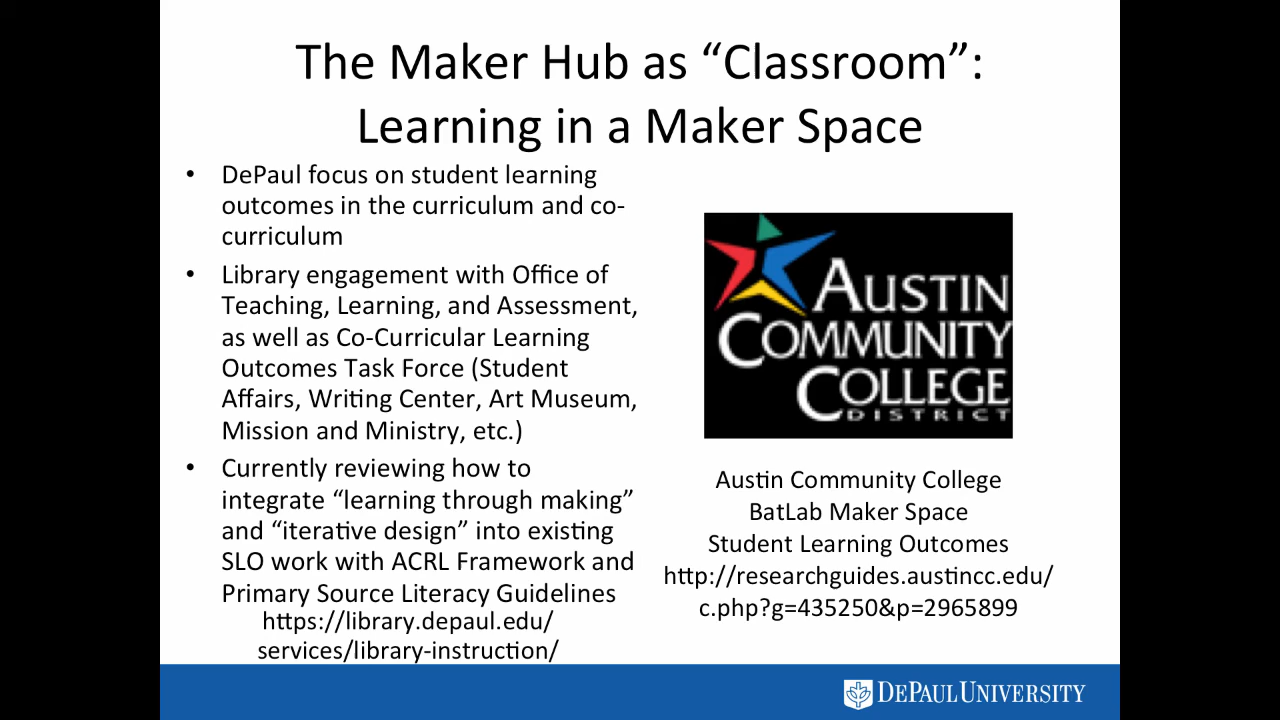 The Maker Hub as “Classroom”:
Learning in a Maker Space
• DePaul focus on student learning
outcomes in the curriculum and co-
curriculum
• Library engagement with Office of
Teaching, Learning, and Assessment,
as well as Co-Curricular Learning
Outcomes Task Force (Student
Affairs, Writing Center, Art Museum,
Mission and Ministry, etc.)
• Currently reviewing how to
integrate “learning through making”
and “iterative design” into existing
SLO work with ACRL Framework and
Primary Source Literacy Guidelines
https://library.depaul.edu/
services/library-instruction/
AUSTIN
COMMUNITY
COLLEGE
DISTRICT
Austin Community College
BatLab Maker Space
Student Learning Outcomes
http://researchguides.austincc.edu/
c.php?g=435250&p=2965899
DEPAUL UNIVERSITY